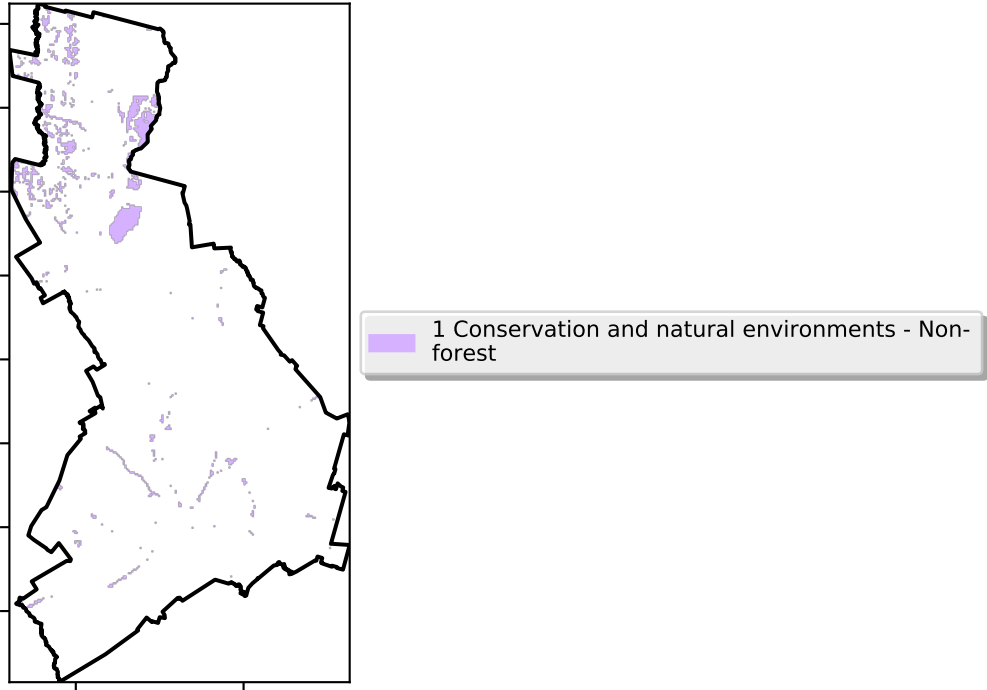 1 Conservation and natural environments - Non-
forest